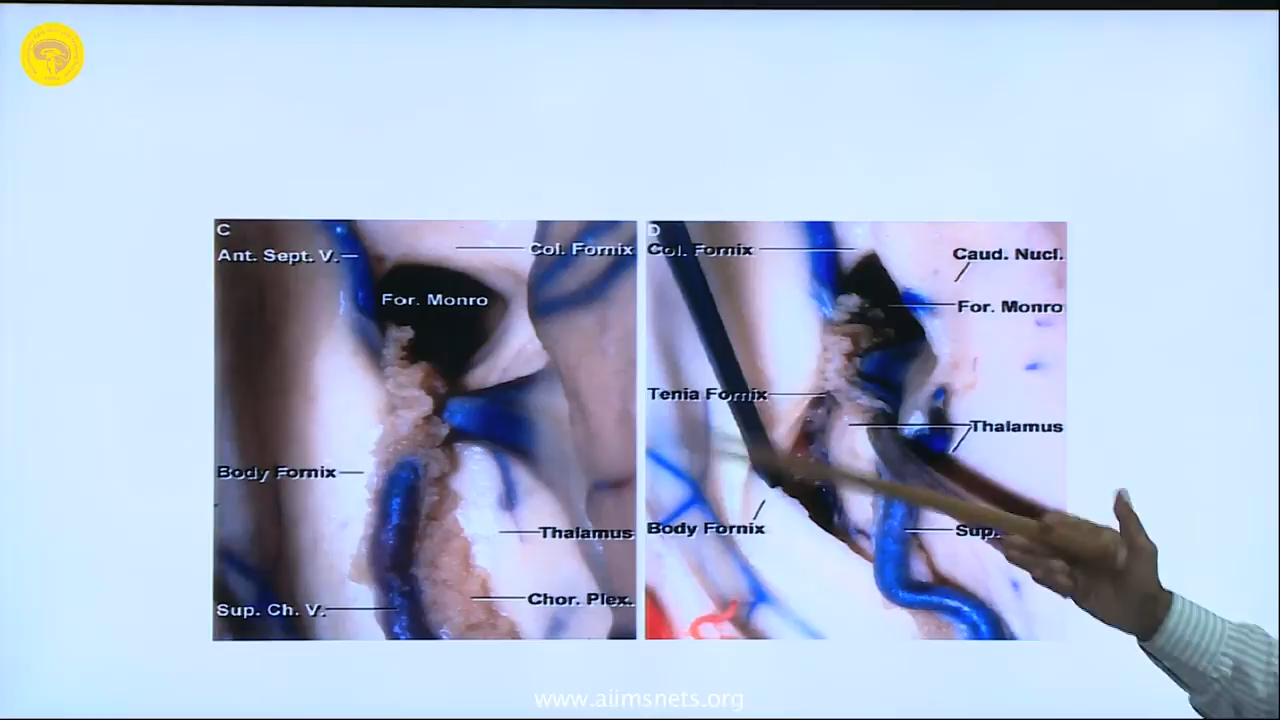 C
Ant. Sept. V.
Col. Fornix
For. Monro
Body Fornix
Thalamus
Chor. Plex.
Sup. Ch. V.
D
Col. Fornix
Caud. Nucl.
For. Monro
Tenia Fornix
Thalamus
Body Fornix
Sup.
www.aiimsnets.org